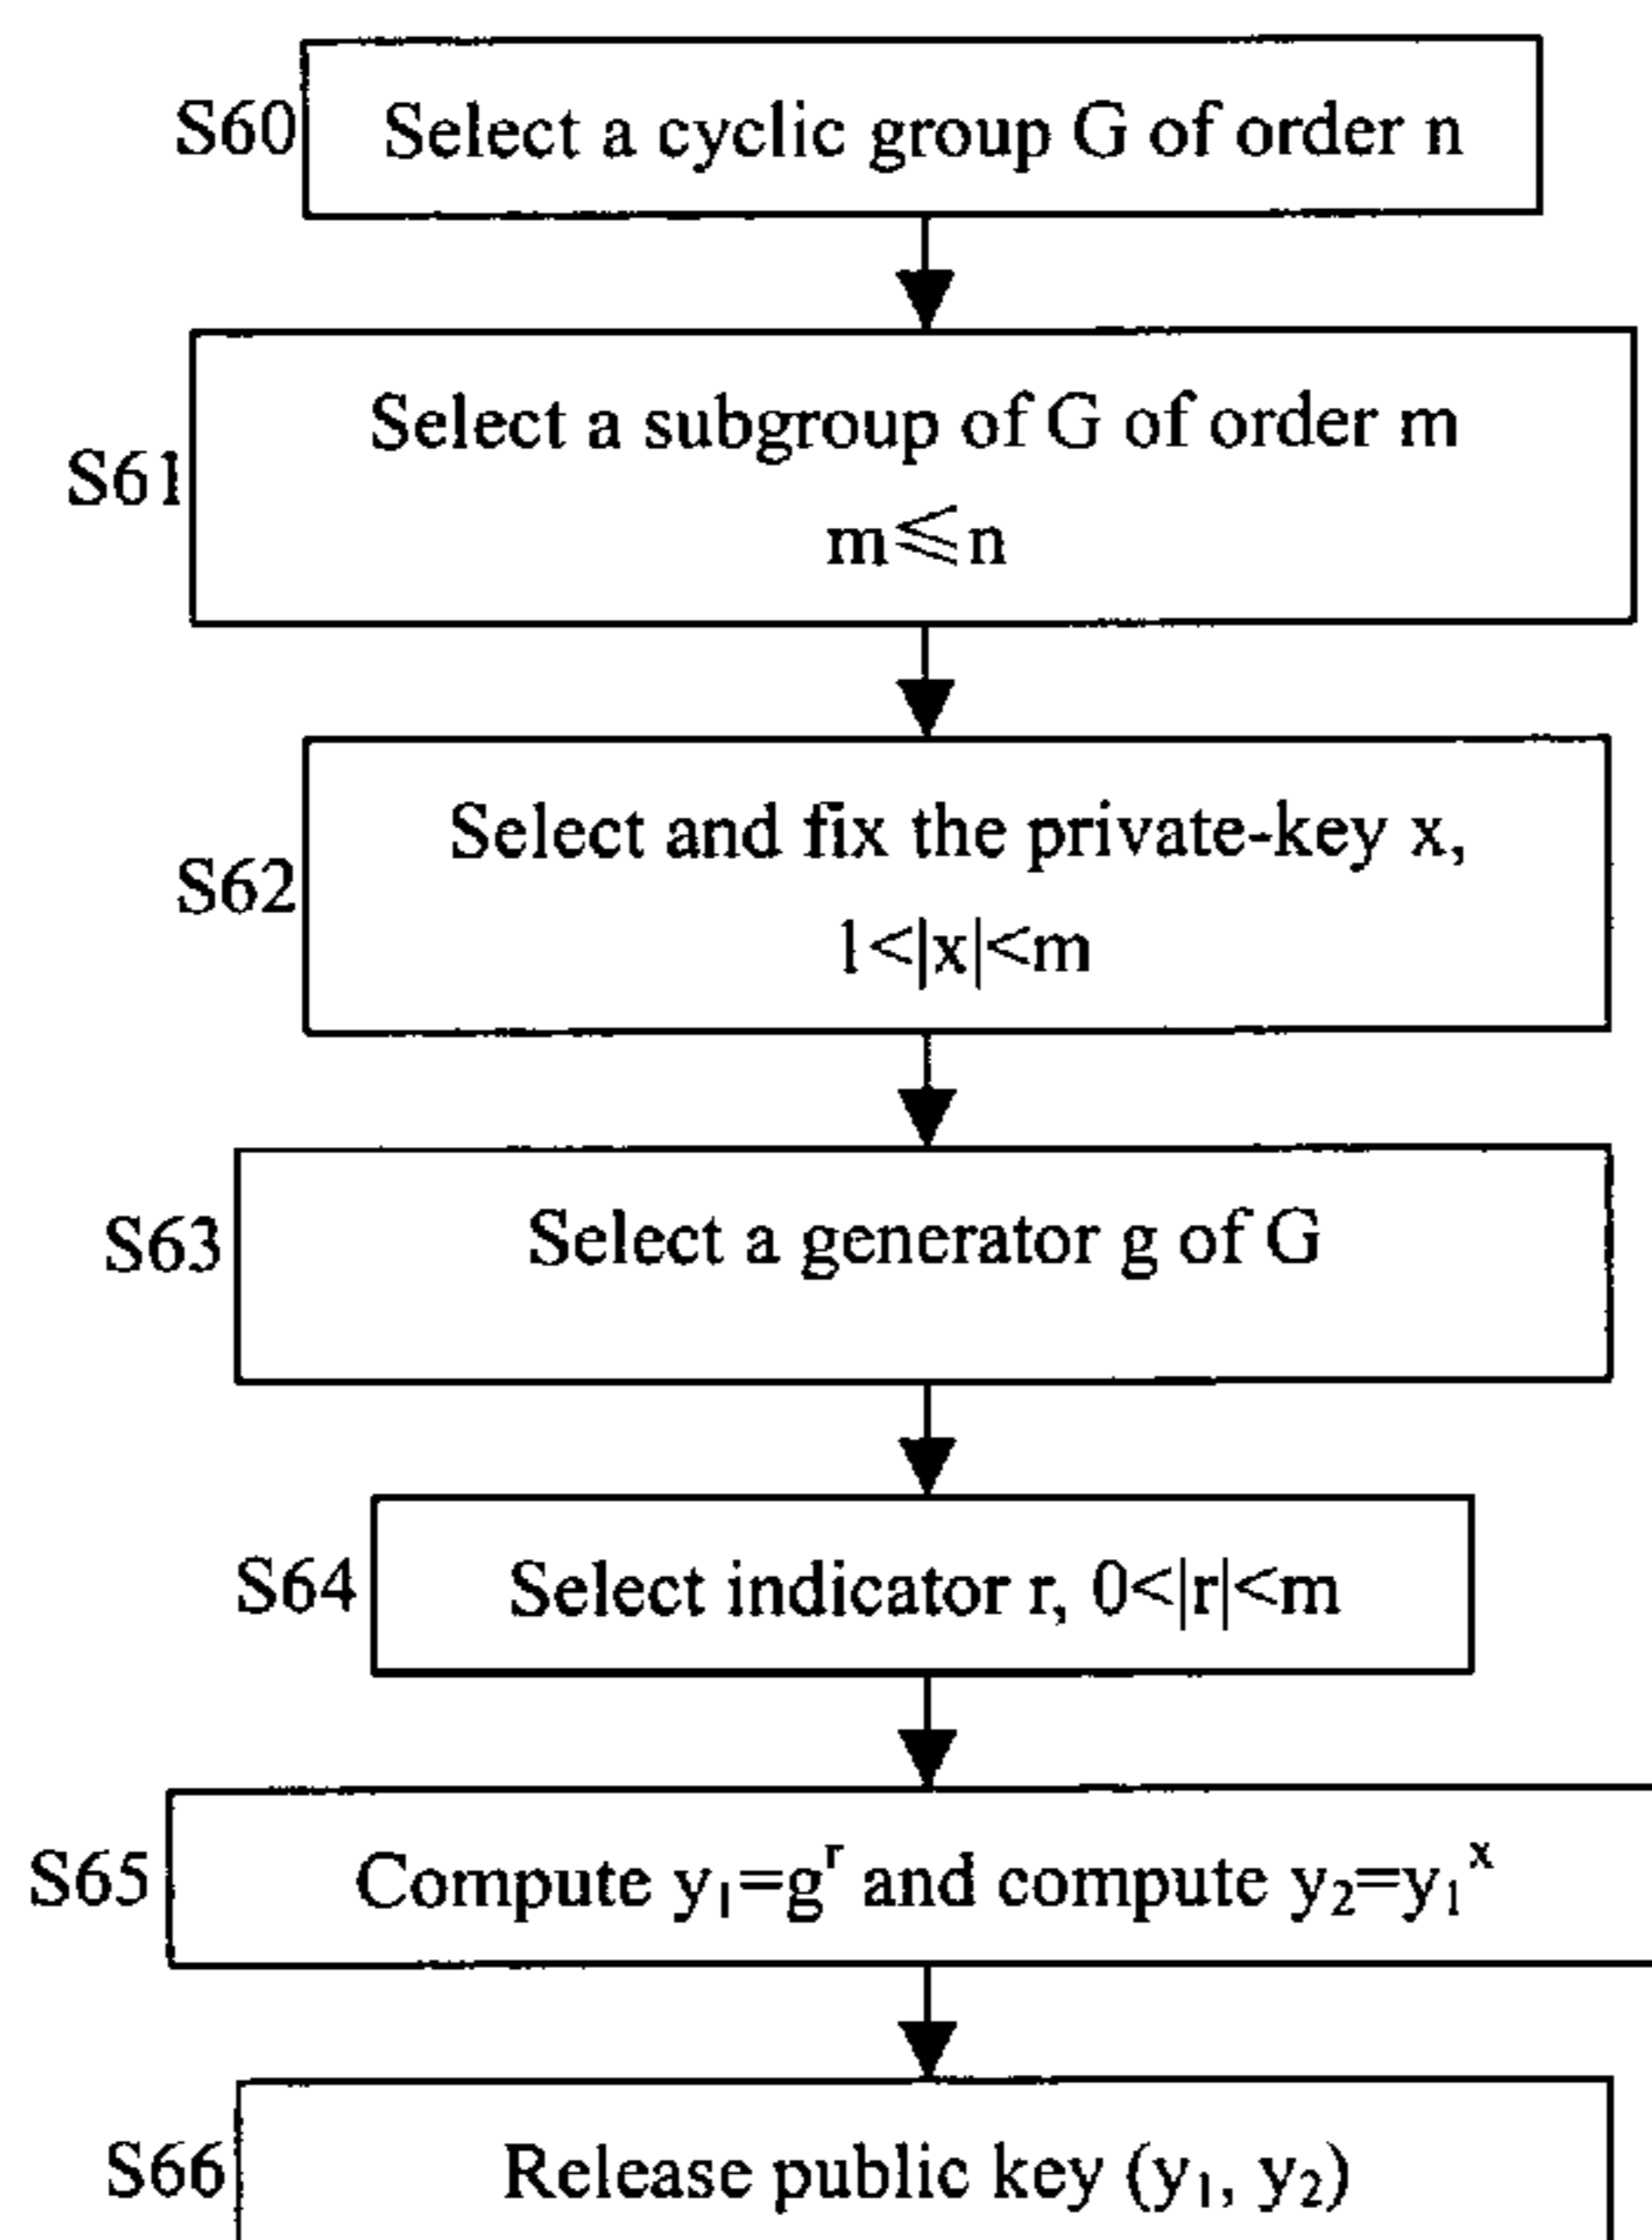 S60 Select a cyclic group G of order n
Select a subgroup of G of order m
S61
m⩽n
Select and fix the private-key x,
S62
1<|x|<m
S63 Select a generator g of G
S64 Select indicator r, 0<|r|<m
S65 Compute y₁=gʳ and compute y₂=y₁ˣ
S66 Release public key (y₁, y₂)